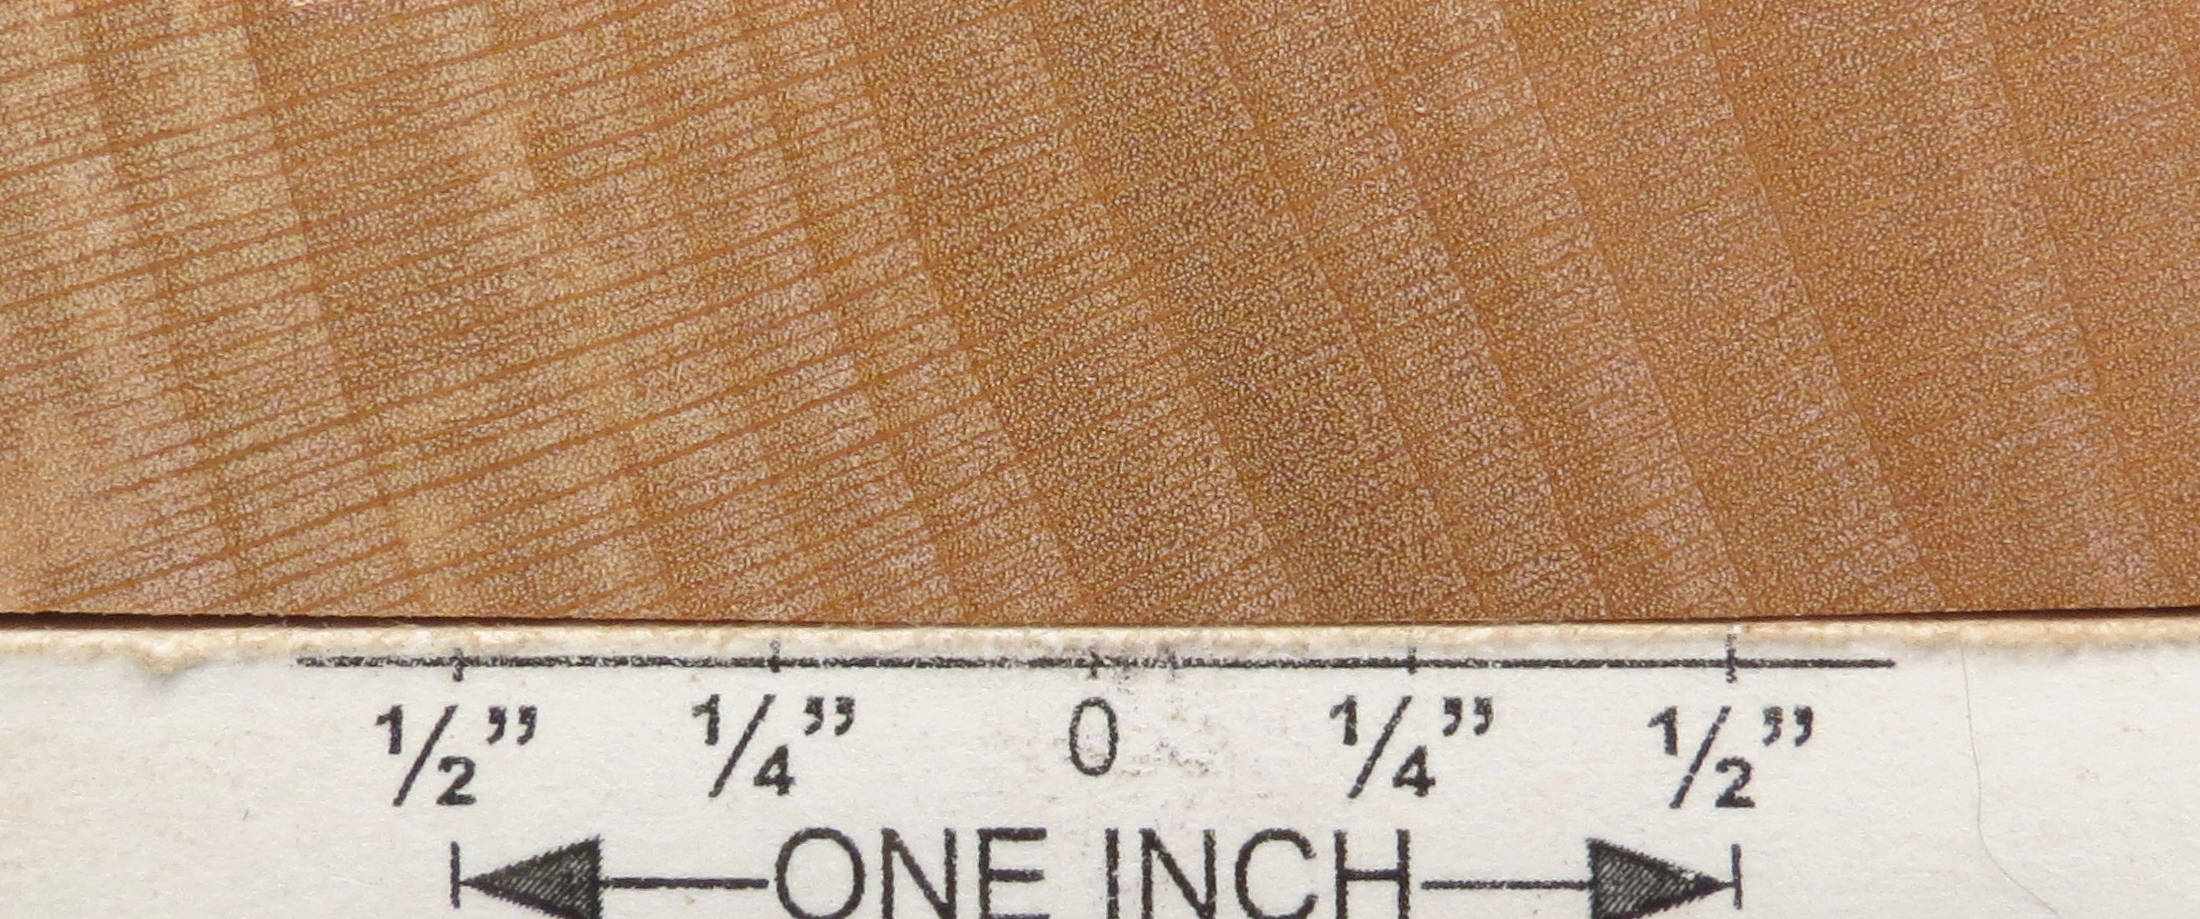 1/2” 1/4” 0 1/4” 1/2”
ONE INCH